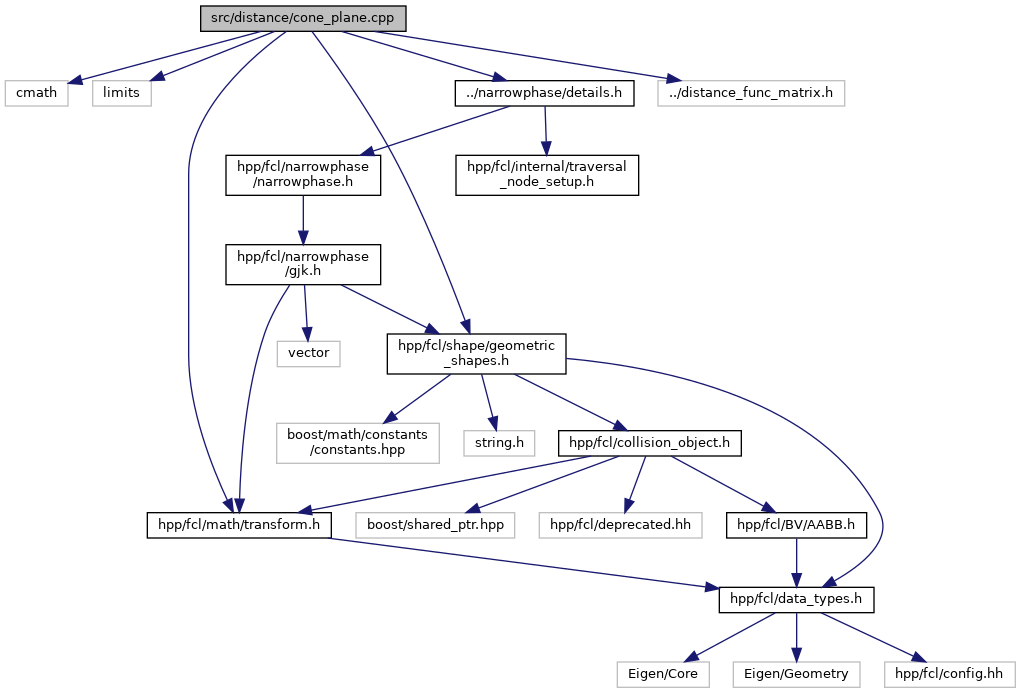 src/distance/cone_plane.cpp
cmath
limits
../narrowphase/details.h
../distance_func_matrix.h
hpp/fcl/narrowphase
/narrowphase.h
hpp/fcl/internal/traversal
_node_setup.h
hpp/fcl/narrowphase
/gjk.h
vector
hpp/fcl/shape/geometric
_shapes.h
boost/math/constants
/constants.hpp
string.h
hpp/fcl/collision_object.h
hpp/fcl/math/transform.h
boost/shared_ptr.hpp
hpp/fcl/deprecated.hh
hpp/fcl/BV/AABB.h
hpp/fcl/data_types.h
Eigen/Core
Eigen/Geometry
hpp/fcl/config.hh